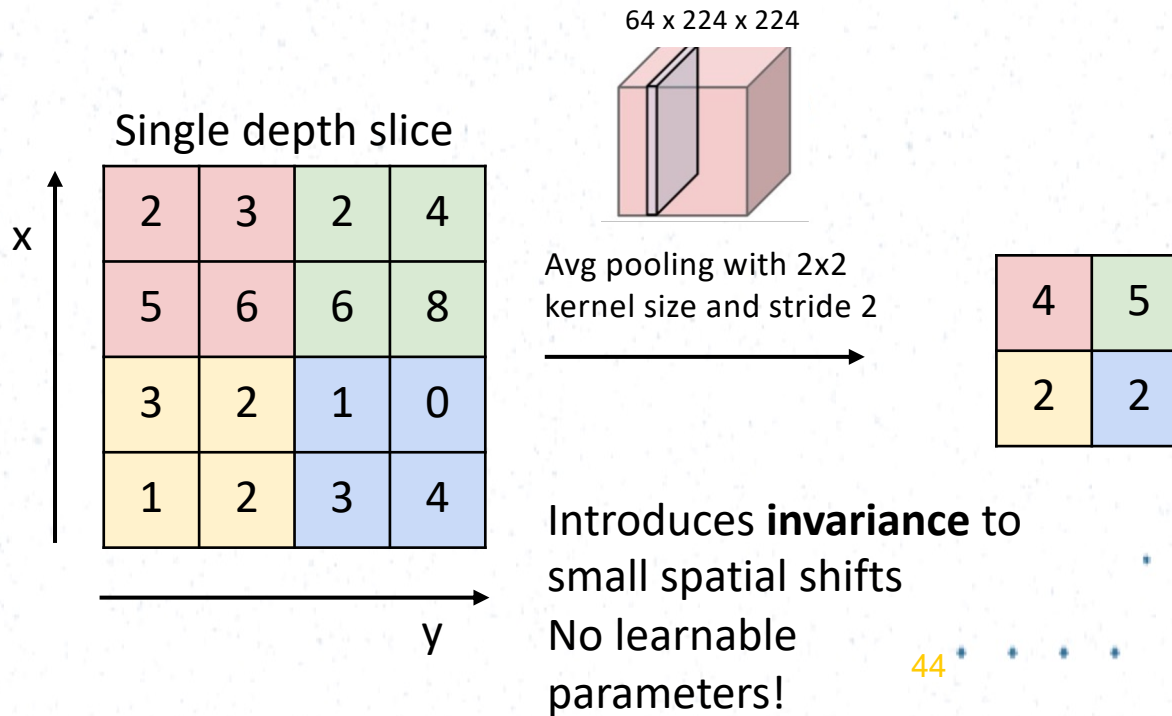 64 x 224 x 224
Single depth slice
x
2 3 2 4
5 6 6 8
3 2 1 0
1 2 3 4
y
Avg pooling with 2x2
kernel size and stride 2
4 5
2 2
Introduces invariance to
small spatial shifts
No learnable
parameters!
44